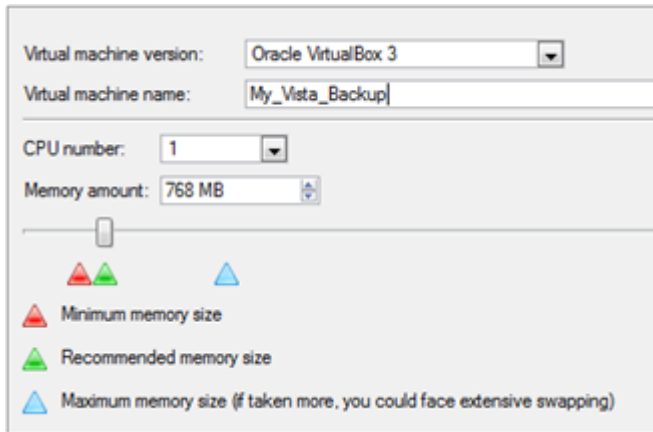 Virtual machine version: Oracle VirtualBox 3
Virtual machine name: My_Vista_Backup
CPU number: 1
Memory amount: 768 MB
Minimum memory size
Recommended memory size
Maximum memory size (if taken more, you could face extensive swapping)